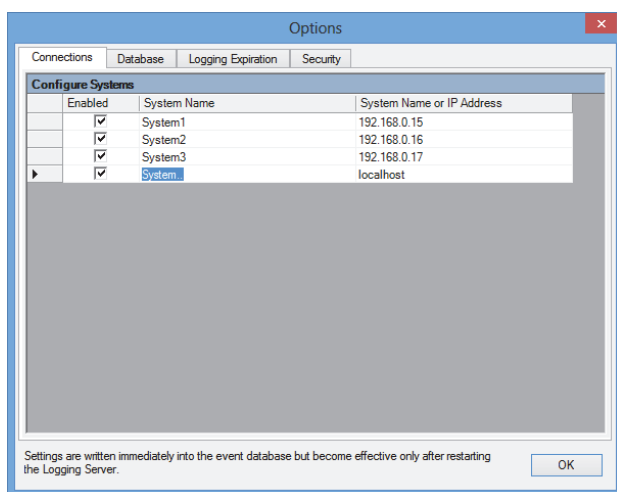 Options
Connections Database Logging Expiration Security
Configure Systems
Enabled System Name System Name or IP Address
System1 192.168.0.15
System2 192.168.0.16
System3 192.168.0.17
System.. localhost
Settings are written immediately into the event database but become effective only after restarting
the Logging Server.
OK